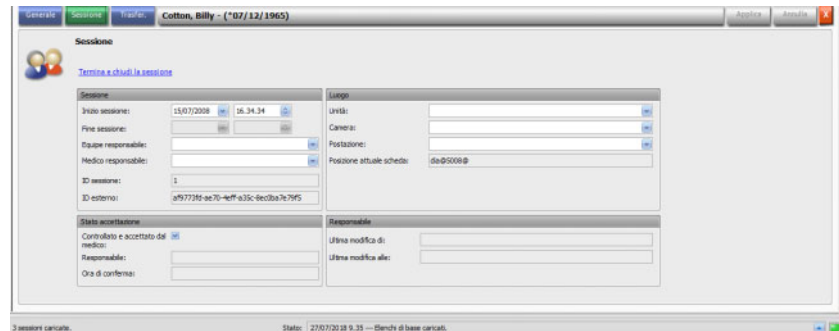 Generale Sessione Trasfer. Cotton, Billy - (*07/12/1965) Applica Annulla X
Sessione
Termina e chiudi la sessione
Sessione
Inizio sessione: 15/07/2008 16.34.34
Fine sessione:
Equipe responsabile:
Medico responsabile:
ID sessione: 1
ID esterno: af9773fd-ae70-4eff-a35c-8ec3ba7e79f5
Luogo
Unità:
Camera:
Postazione:
Posizione attuale scheda: dia@5008@
Stato accettazione
Controllato e accettato dal
medico:
Responsabile:
Ora di conferma:
Responsabile
Ultima modifica di:
Ultima modifica alle:
3 sessioni caricate. Stato: 27/07/2018 9.35 --- Elenchi di base caricati.